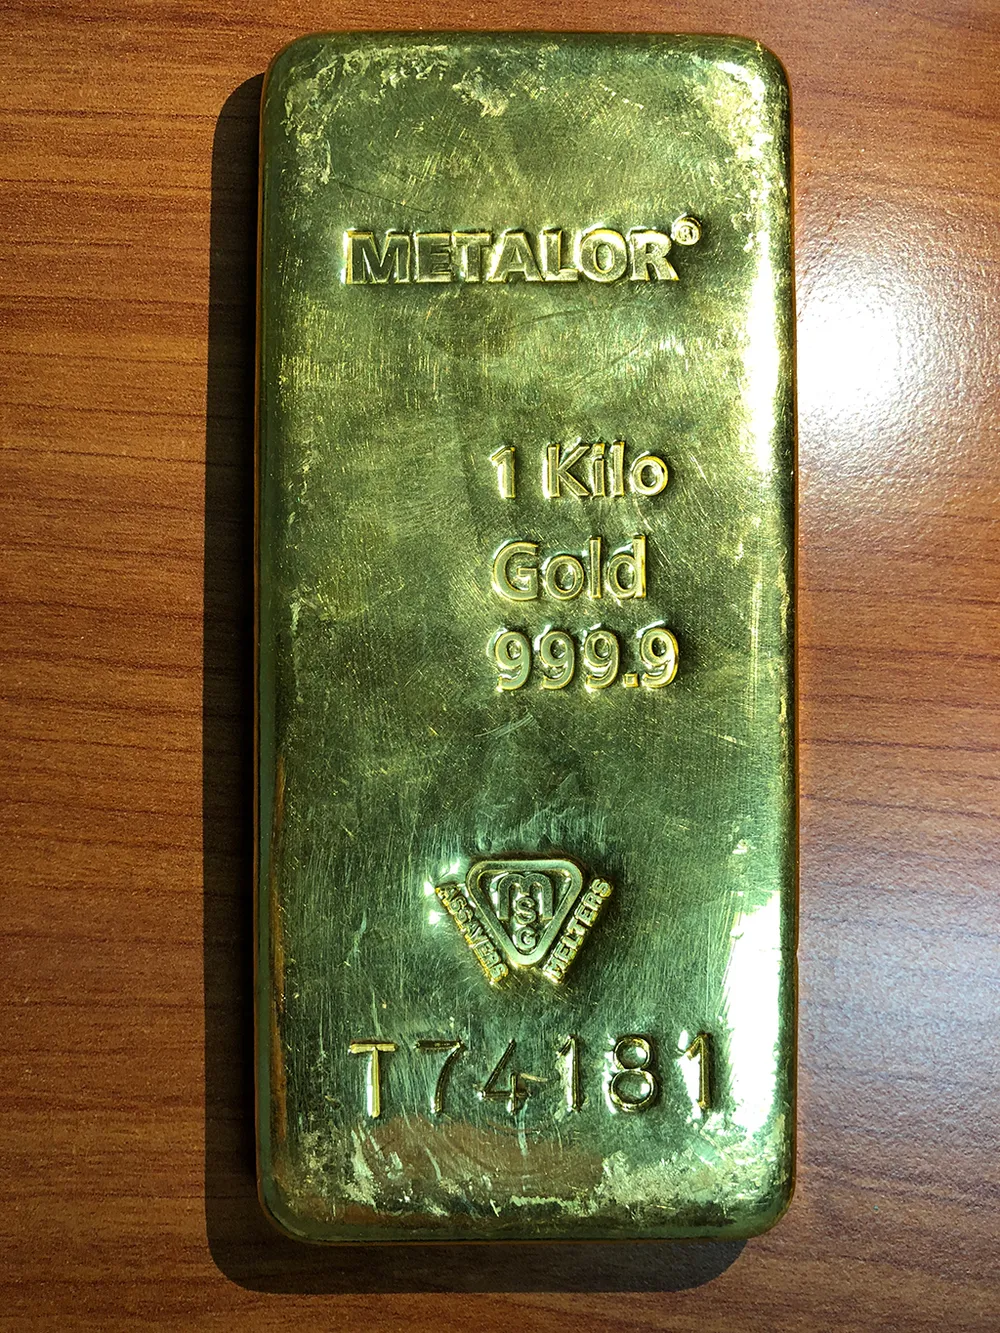 METALOR®
1 Kilo
Gold
999.9
MSG
ASSAYERS MELTERS
T74181